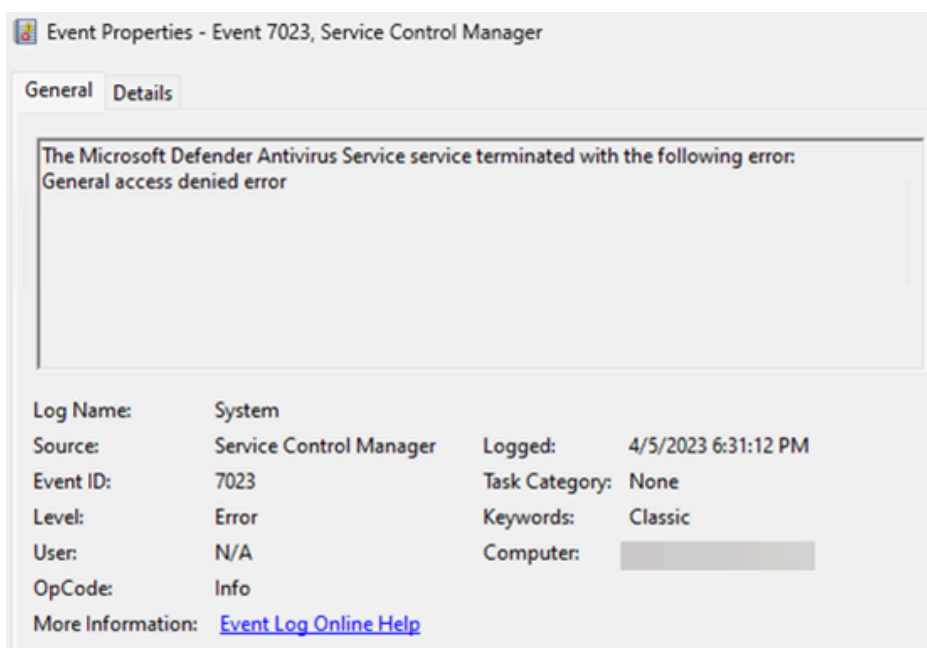 Event Properties - Event 7023, Service Control Manager
General Details
The Microsoft Defender Antivirus Service service terminated with the following error:
General access denied error
Log Name: System
Source: Service Control Manager Logged: 4/5/2023 6:31:12 PM
Event ID: 7023 Task Category: None
Level: Error Keywords: Classic
User: N/A Computer:
OpCode: Info
More Information: Event Log Online Help